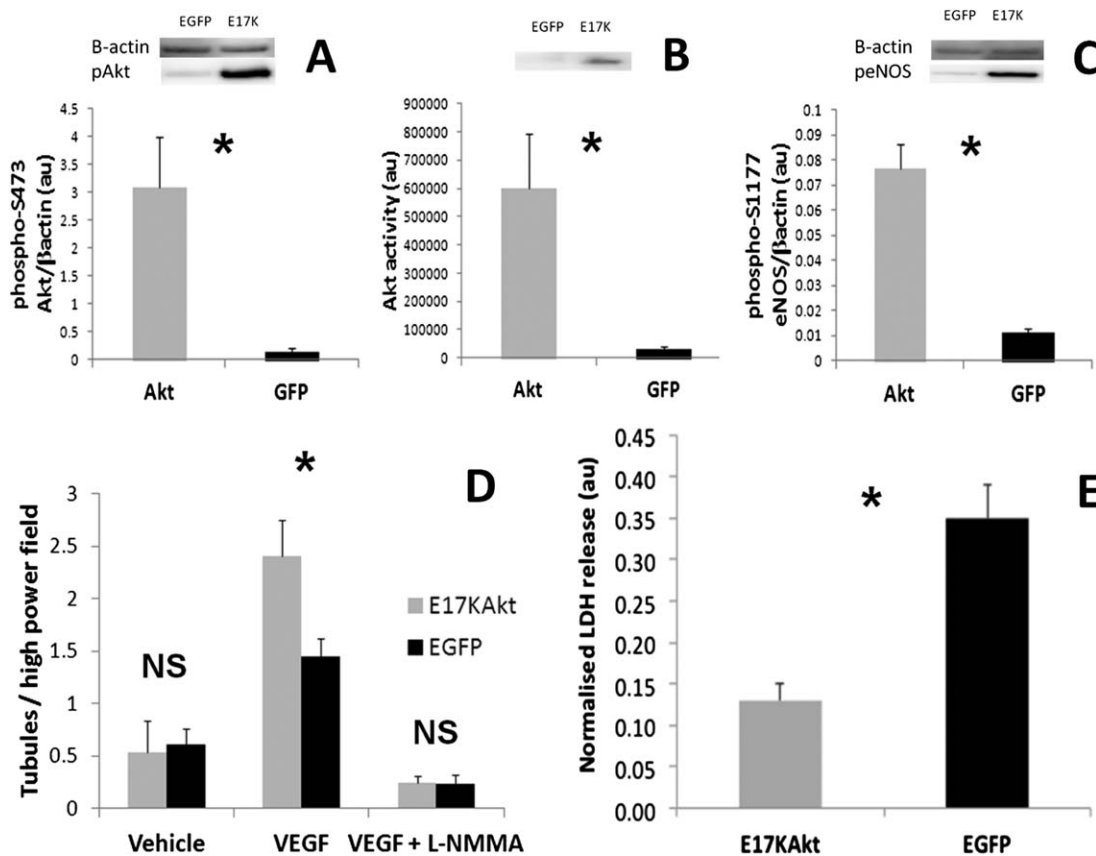 EGFP E17K
B-actin
pAkt
A
phospho-S473
Akt/βactin (au)
4.5
4
3.5
3
2.5
2
1.5
1
0.5
0
*
Akt GFP
EGFP E17K
B
Akt activity (au)
900000
800000
700000
600000
500000
400000
300000
200000
100000
0
*
Akt GFP
EGFP E17K
B-actin
peNOS
C
phospho-S1177
eNOS/βactin (au)
0.1
0.09
0.08
0.07
0.06
0.05
0.04
0.03
0.02
0.01
0
*
Akt GFP
D
Tubules / high power field
3
2.5
2
1.5
1
0.5
0
NS
*
NS
E17KAkt
EGFP
Vehicle VEGF VEGF + L-NMMA
E
Normalised LDH release (au)
0.45
0.40
0.35
0.30
0.25
0.20
0.15
0.10
0.05
0.00
*
E17KAkt EGFP